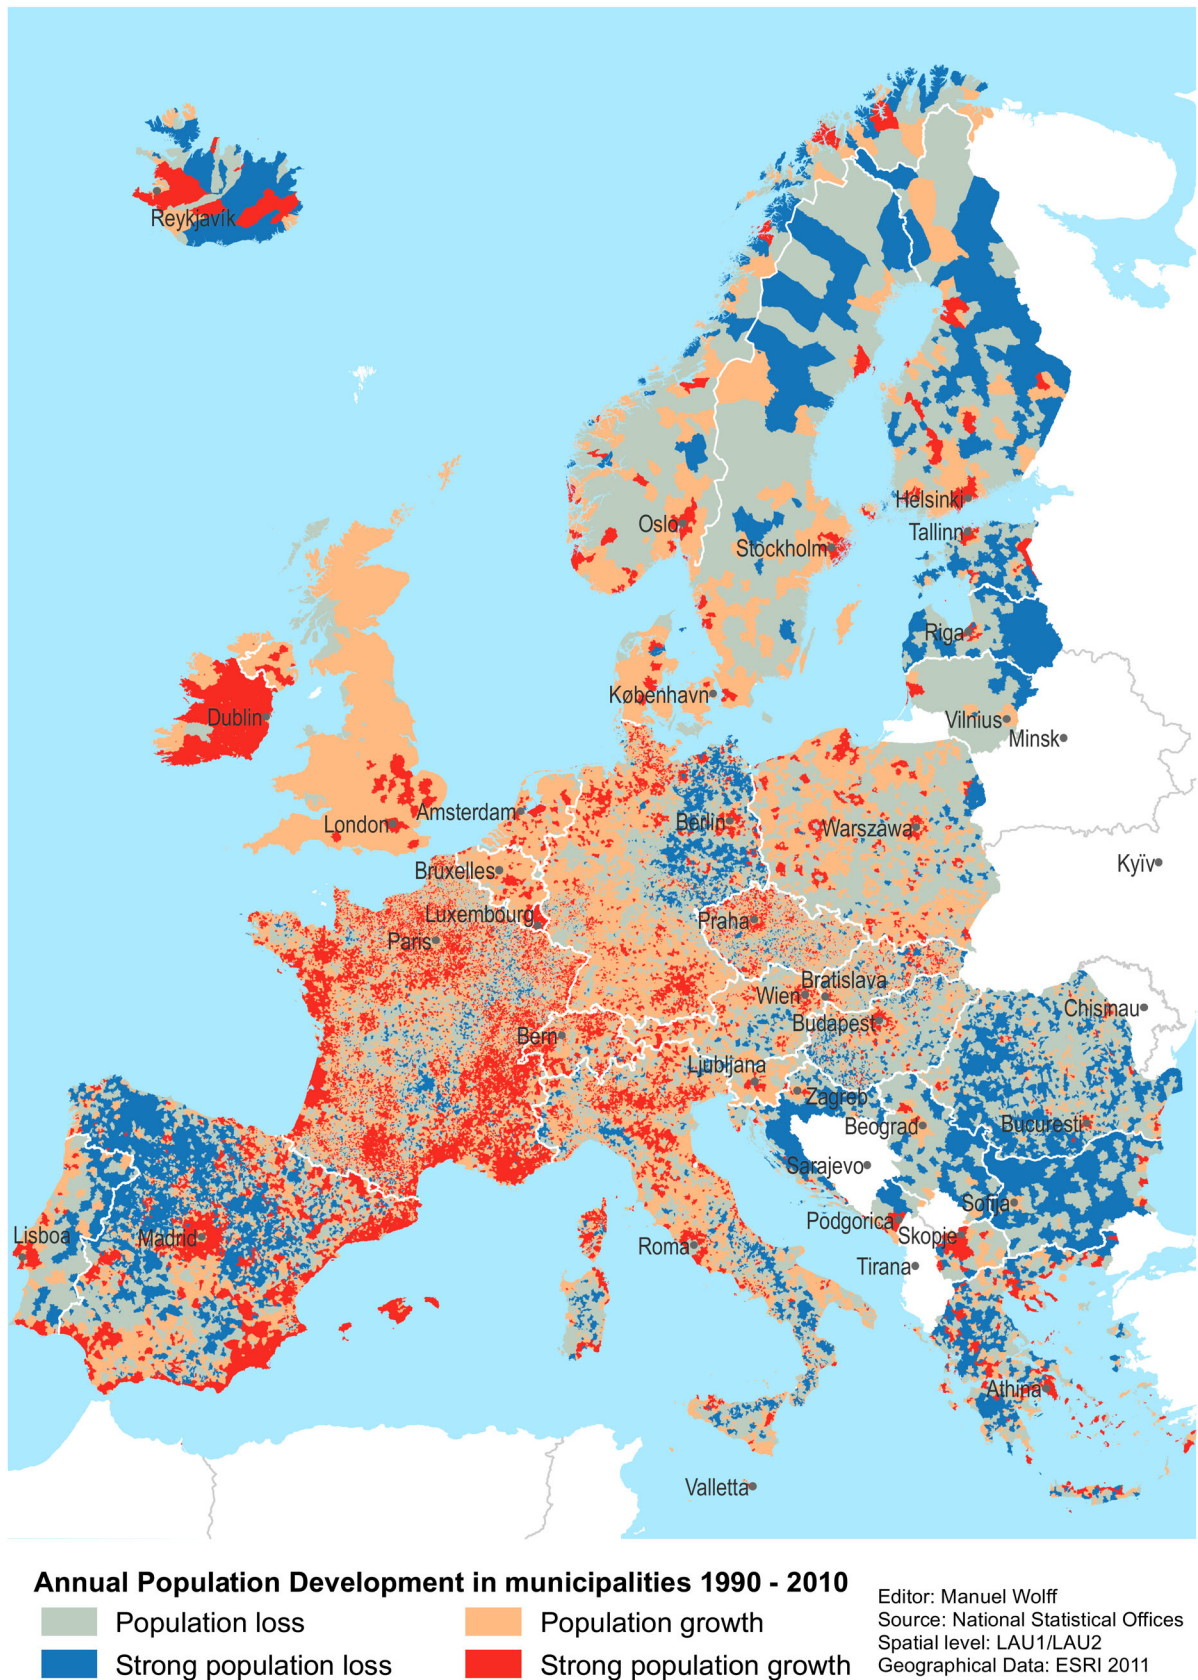 Reykjavík
Helsinki
Oslo
Tallinn
Stockholm
Riga
København
Dublin
Vilnius
Minsk
Amsterdam
London
Berlin
Warszawa
Kyïv
Bruxelles
Luxembourg
Praha
Paris
Bratislava
Wien
Chisinau
Budapest
Bern
Ljubljana
Zagreb
Beograd
Bucuresti
Sarajevo
Sofija
Podgorica
Lisboa
Madrid
Skopje
Roma
Tirana
Athina
Valletta
Annual Population Development in municipalities 1990 - 2010
Population loss
Population growth
Strong population loss
Strong population growth
Editor: Manuel Wolff
Source: National Statistical Offices
Spatial level: LAU1/LAU2
Geographical Data: ESRI 2011